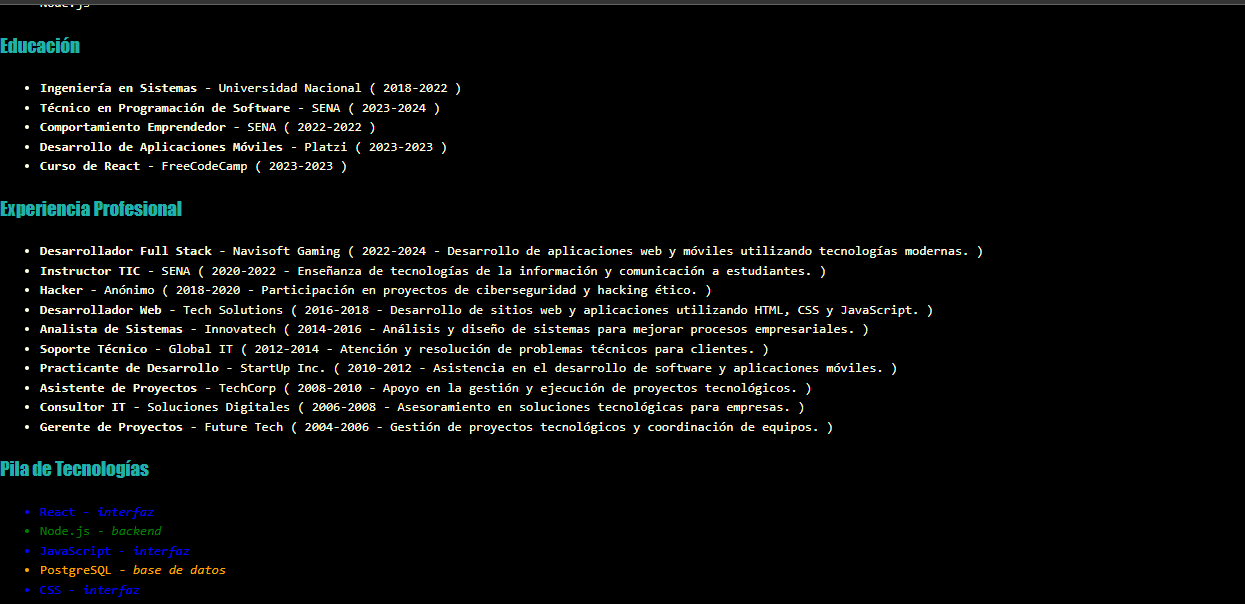 Node.js
Educación
• Ingeniería en Sistemas - Universidad Nacional ( 2018-2022 )
• Técnico en Programación de Software - SENA ( 2023-2024 )
• Comportamiento Emprendedor - SENA ( 2022-2022 )
• Desarrollo de Aplicaciones Móviles - Platzi ( 2023-2023 )
• Curso de React - FreeCodeCamp ( 2023-2023 )
Experiencia Profesional
• Desarrollador Full Stack - Navisoft Gaming ( 2022-2024 - Desarrollo de aplicaciones web y móviles utilizando tecnologías modernas. )
• Instructor TIC - SENA ( 2020-2022 - Enseñanza de tecnologías de la información y comunicación a estudiantes. )
• Hacker - Anónimo ( 2018-2020 - Participación en proyectos de ciberseguridad y hacking ético. )
• Desarrollador Web - Tech Solutions ( 2016-2018 - Desarrollo de sitios web y aplicaciones utilizando HTML, CSS y JavaScript. )
• Analista de Sistemas - Innovatech ( 2014-2016 - Análisis y diseño de sistemas para mejorar procesos empresariales. )
• Soporte Técnico - Global IT ( 2012-2014 - Atención y resolución de problemas técnicos para clientes. )
• Practicante de Desarrollo - StartUp Inc. ( 2010-2012 - Asistencia en el desarrollo de software y aplicaciones móviles. )
• Asistente de Proyectos - TechCorp ( 2008-2010 - Apoyo en la gestión y ejecución de proyectos tecnológicos. )
• Consultor IT - Soluciones Digitales ( 2006-2008 - Asesoramiento en soluciones tecnológicas para empresas. )
• Gerente de Proyectos - Future Tech ( 2004-2006 - Gestión de proyectos tecnológicos y coordinación de equipos. )
Pila de Tecnologías
• React - interfaz
• Node.js - backend
• JavaScript - interfaz
• PostgreSQL - base de datos
• CSS - interfaz